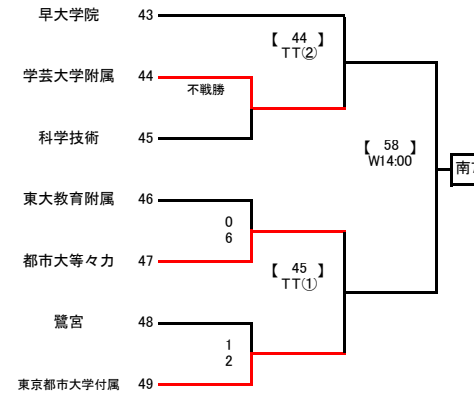 早大学院 43
【 44 】
TT②
学芸大学附属 44
不戦勝
科学技術 45
【 58 】
W14:00
南
東大教育附属 46
0
6
都市大等々力 47
【 45 】
TT①
鷺宮 48
1
2
東京都市大学付属 49